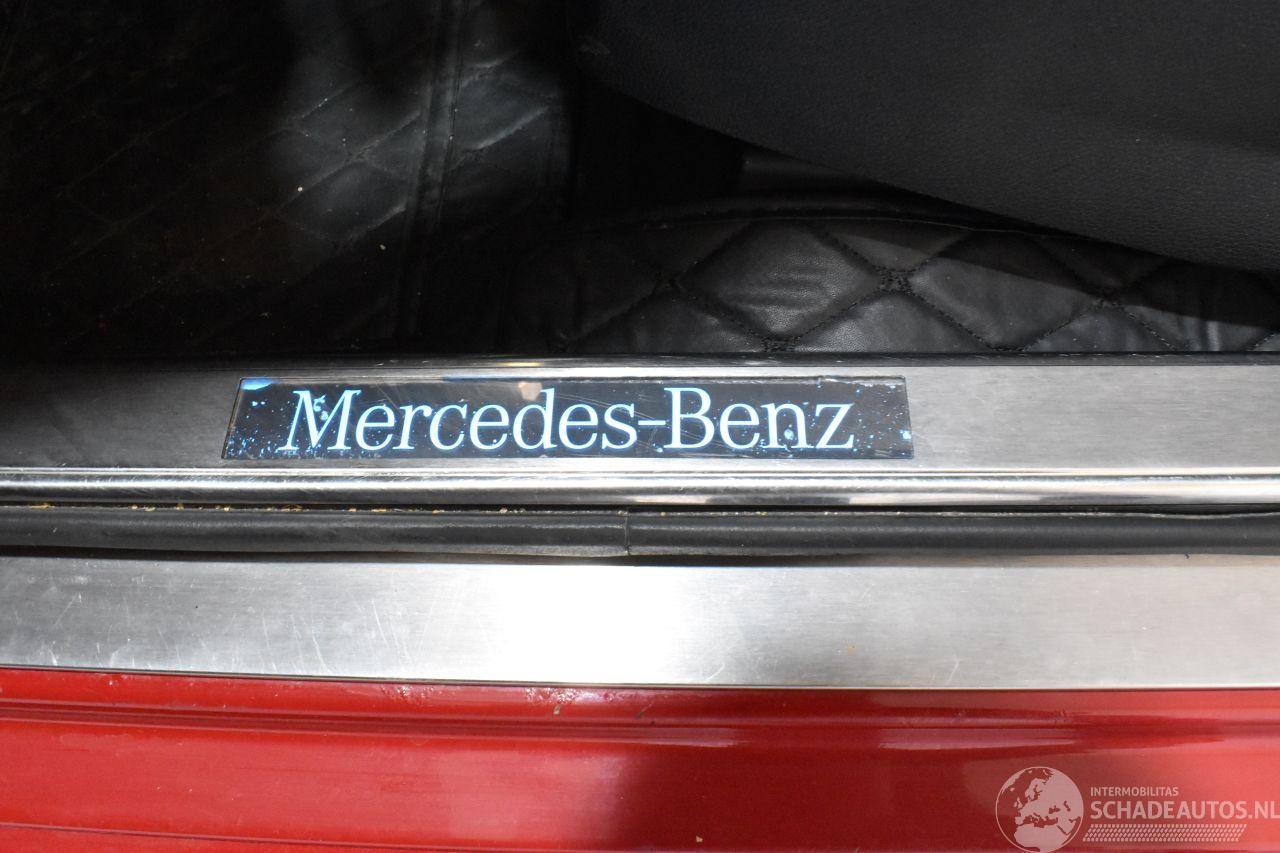 Mercedes-Benz
INTERMOBILITAS
SCHADEAUTOS.NL